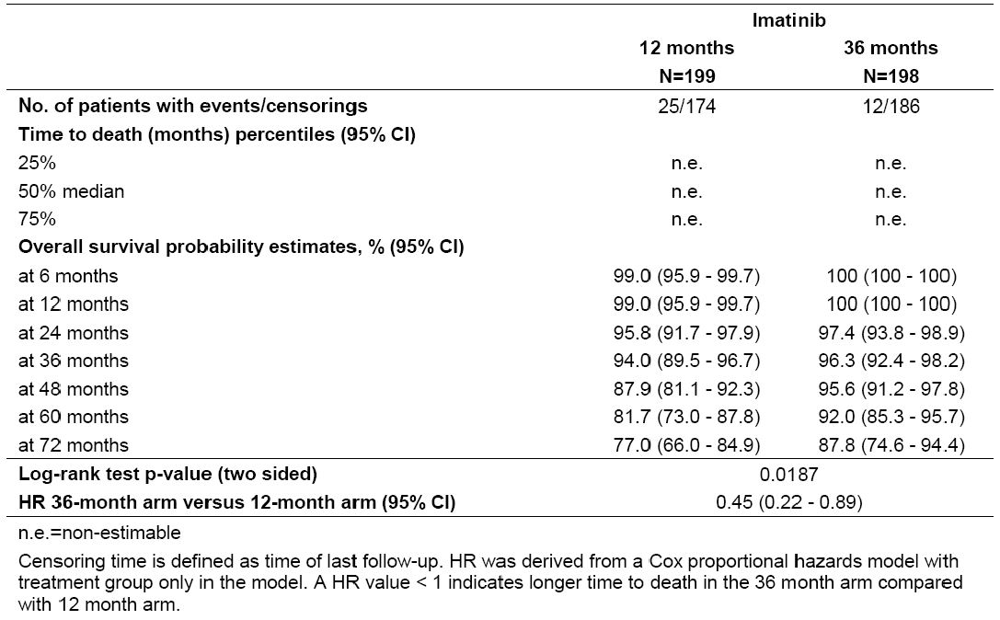 Imatinib
12 months 36 months
N=199 N=198
No. of patients with events/censorings 25/174 12/186
Time to death (months) percentiles (95% CI)
25% n.e. n.e.
50% median n.e. n.e.
75% n.e. n.e.
Overall survival probability estimates, % (95% CI)
at 6 months 99.0 (95.9 - 99.7) 100 (100 - 100)
at 12 months 99.0 (95.9 - 99.7) 100 (100 - 100)
at 24 months 95.8 (91.7 - 97.9) 97.4 (93.8 - 98.9)
at 36 months 94.0 (89.5 - 96.7) 96.3 (92.4 - 98.2)
at 48 months 87.9 (81.1 - 92.3) 95.6 (91.2 - 97.8)
at 60 months 81.7 (73.0 - 87.8) 92.0 (85.3 - 95.7)
at 72 months 77.0 (66.0 - 84.9) 87.8 (74.6 - 94.4)
Log-rank test p-value (two sided) 0.0187
HR 36-month arm versus 12-month arm (95% CI) 0.45 (0.22 - 0.89)
n.e.=non-estimable
Censoring time is defined as time of last follow-up. HR was derived from a Cox proportional hazards model with
treatment group only in the model. A HR value < 1 indicates longer time to death in the 36 month arm compared
with 12 month arm.